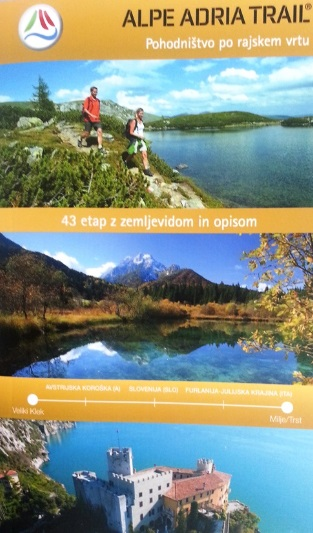 ALPE ADRIA TRAIL®
Pohodništvo po rajskem vrtu
43 etap z zemljevidom in opisom
AVSTRIJSKA KOROŠKA (A) SLOVENIJA (SLO) FURLANIJA-JULIJSKA KRAJINA (ITA)
Veliki Klek Milje/Trst